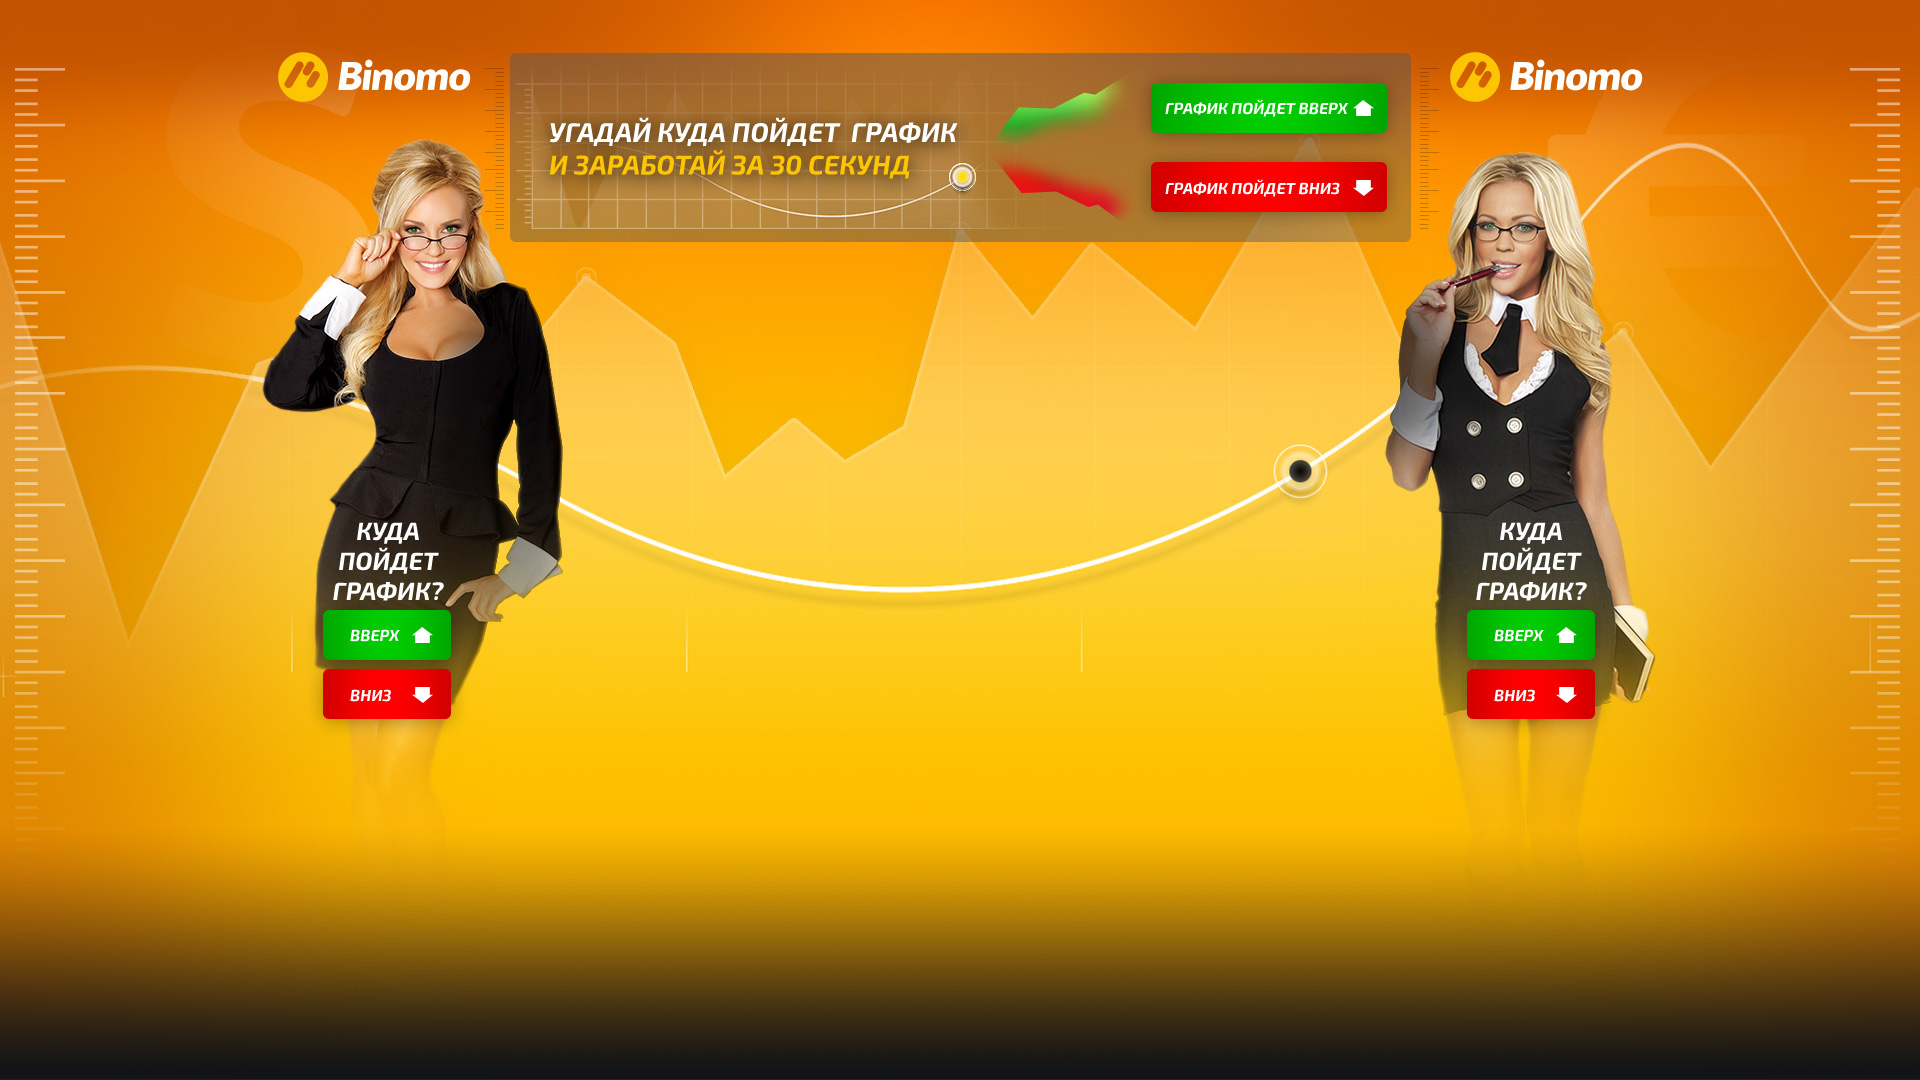 Binomo
УГАДАЙ КУДА ПОЙДЕТ ГРАФИК
И ЗАРАБОТАЙ ЗА 30 СЕКУНД
ГРАФИК ПОЙДЕТ ВВЕРХ
ГРАФИК ПОЙДЕТ ВНИЗ
Binomo
КУДА
ПОЙДЕТ
ГРАФИК?
ВВЕРХ
ВНИЗ
КУДА
ПОЙДЕТ
ГРАФИК?
ВВЕРХ
ВНИЗ